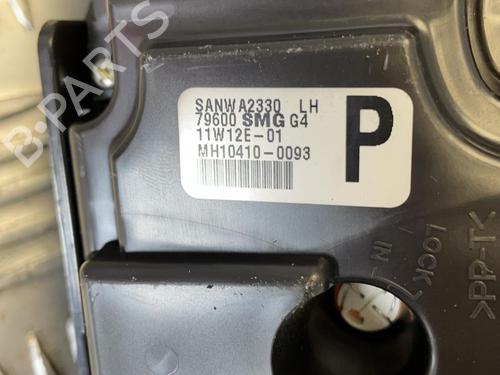 SANWA2330 LH
79600 SMG G4
11W12E-01
MH10410-0093
P
LOCK
IN
>PP-T<
B-PARTS